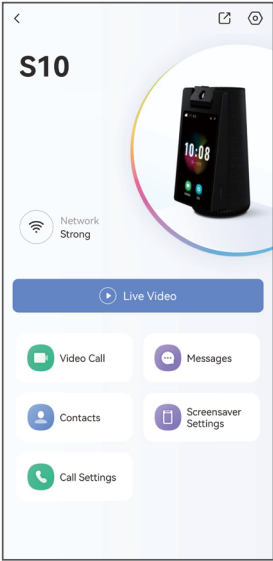 S10
10:08
Network
Strong
Live Video
Video Call
Messages
Contacts
Screensaver
Settings
Call Settings